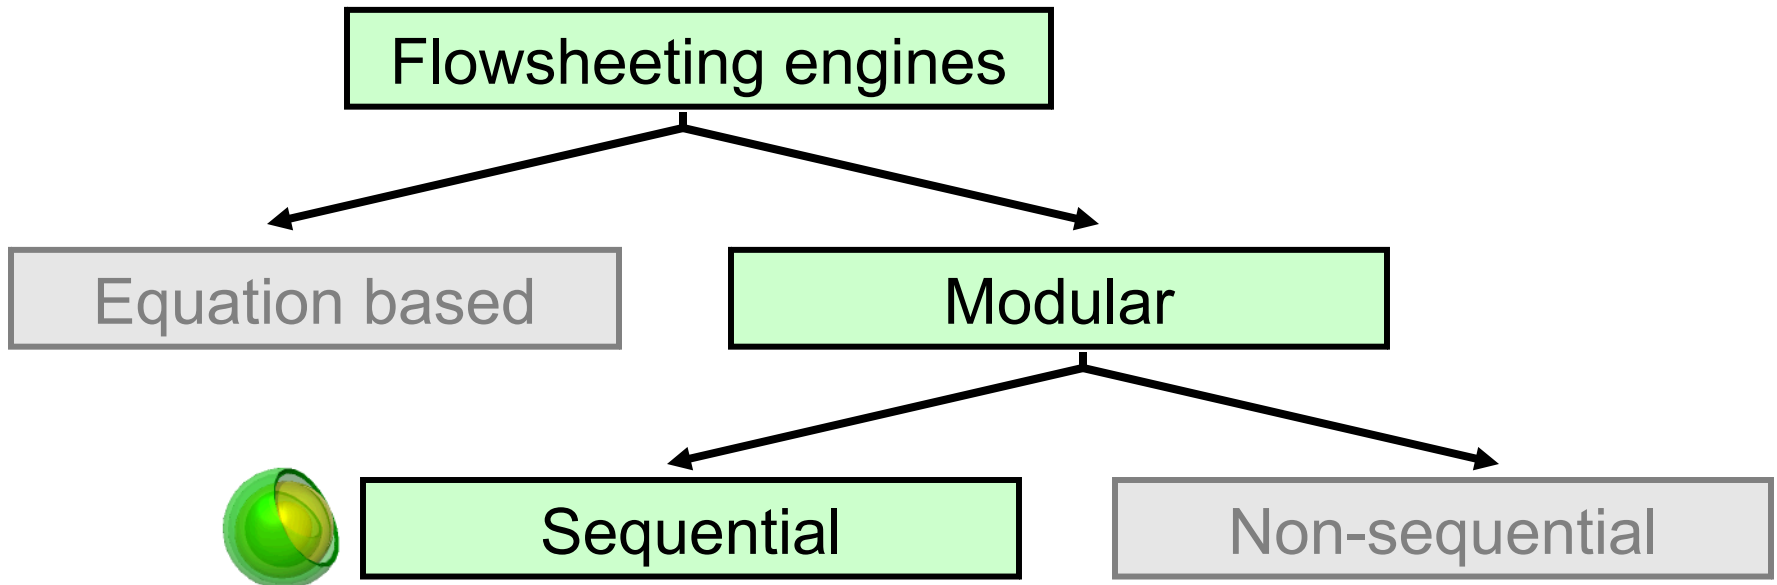 Flowsheeting engines
Equation based
Modular
Sequential
Non-sequential